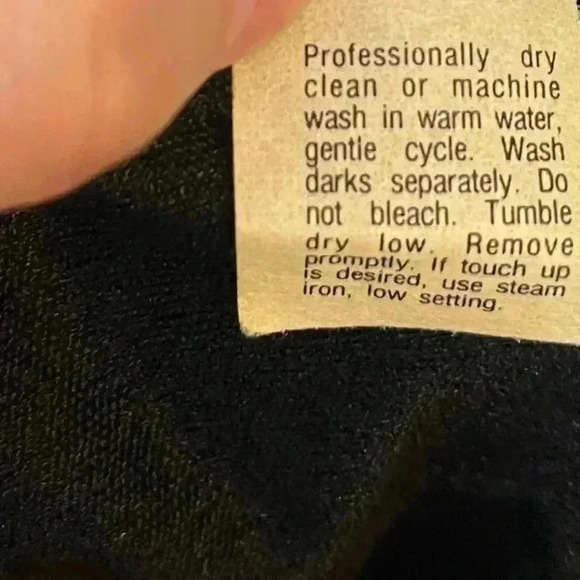 Professionally dry
clean or machine
wash in warm water,
gentle cycle. Wash
darks separately. Do
not bleach. Tumble
dry low. Remove
promptly. If touch up
is desired, use steam
iron, low setting.